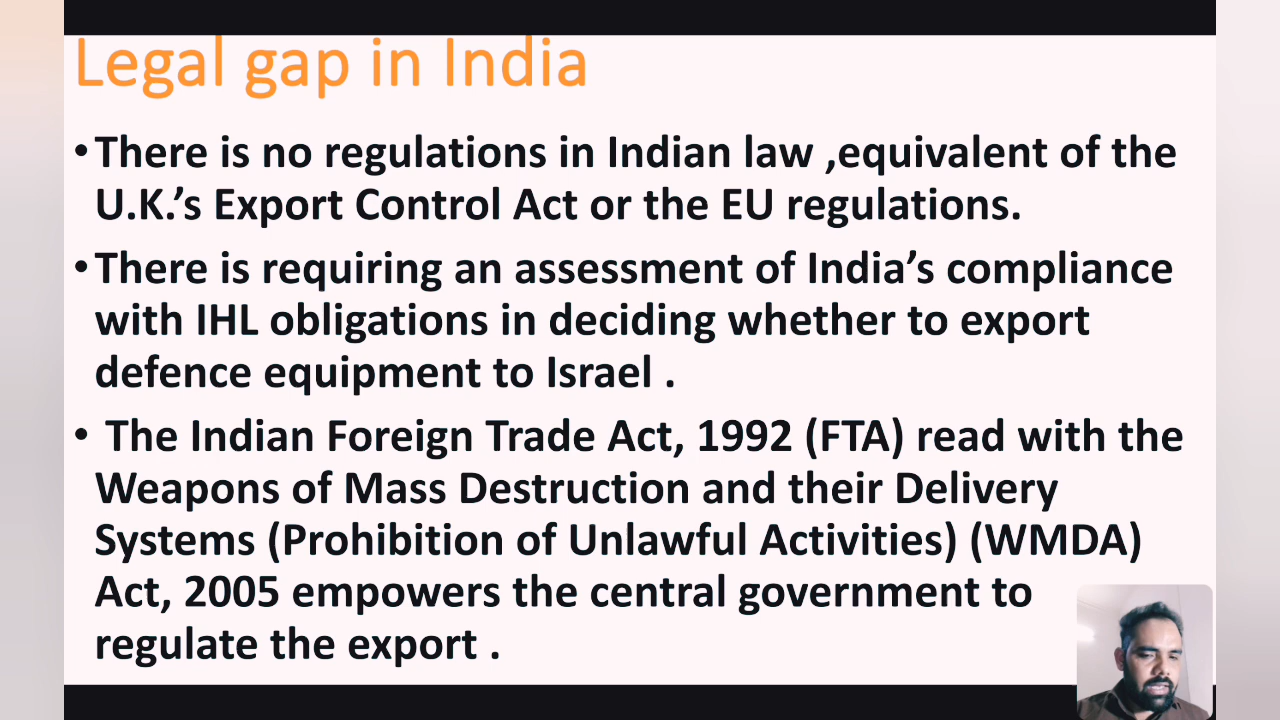 Legal gap in India
•There is no regulations in Indian law ,equivalent of the
U.K.’s Export Control Act or the EU regulations.
•There is requiring an assessment of India’s compliance
with IHL obligations in deciding whether to export
defence equipment to Israel .
• The Indian Foreign Trade Act, 1992 (FTA) read with the
Weapons of Mass Destruction and their Delivery
Systems (Prohibition of Unlawful Activities) (WMDA)
Act, 2005 empowers the central government to
regulate the export .